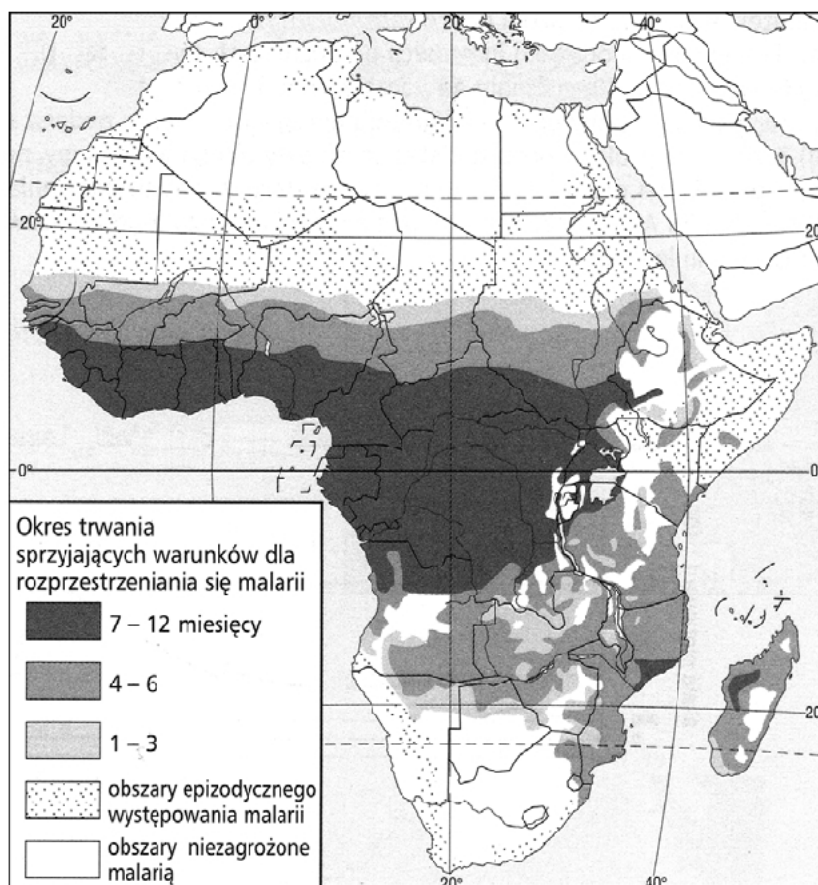 20°
0°
20°
40°
20°
20
0°
0
Okres trwania
sprzyjających warunków dla
rozprzestrzeniania się malarii
7 – 12 miesięcy
4 – 6
1 – 3
obszary epizodycznego
występowania malarii
obszary niezagrożone
malarią
20
20°
40°